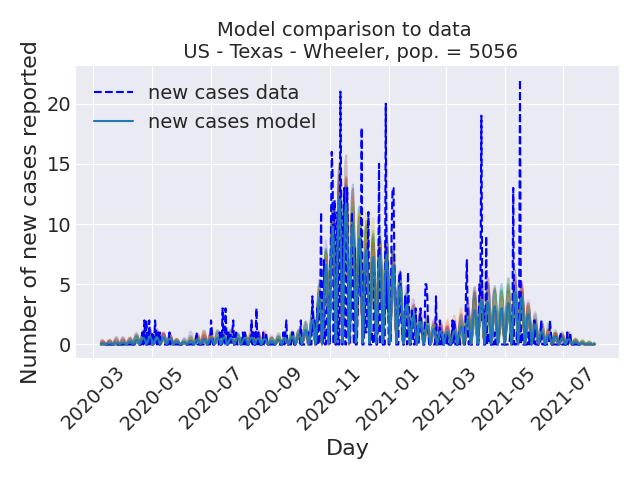 Model comparison to data
US - Texas - Wheeler, pop. = 5056
Number of new cases reported
20
15
10
5
0
new cases data
new cases model
2020-03
2020-05
2020-07
2020-09
2020-11
2021-01
2021-03
2021-05
2021-07
Day